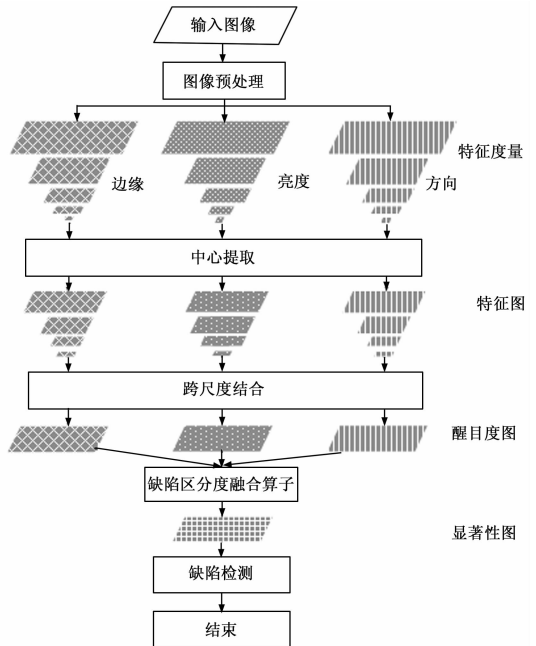 输入图像
图像预处理
特征度量
边缘
亮度
方向
中心提取
特征图
跨尺度结合
醒目度图
缺陷区分度融合算子
显著性图
缺陷检测
结束